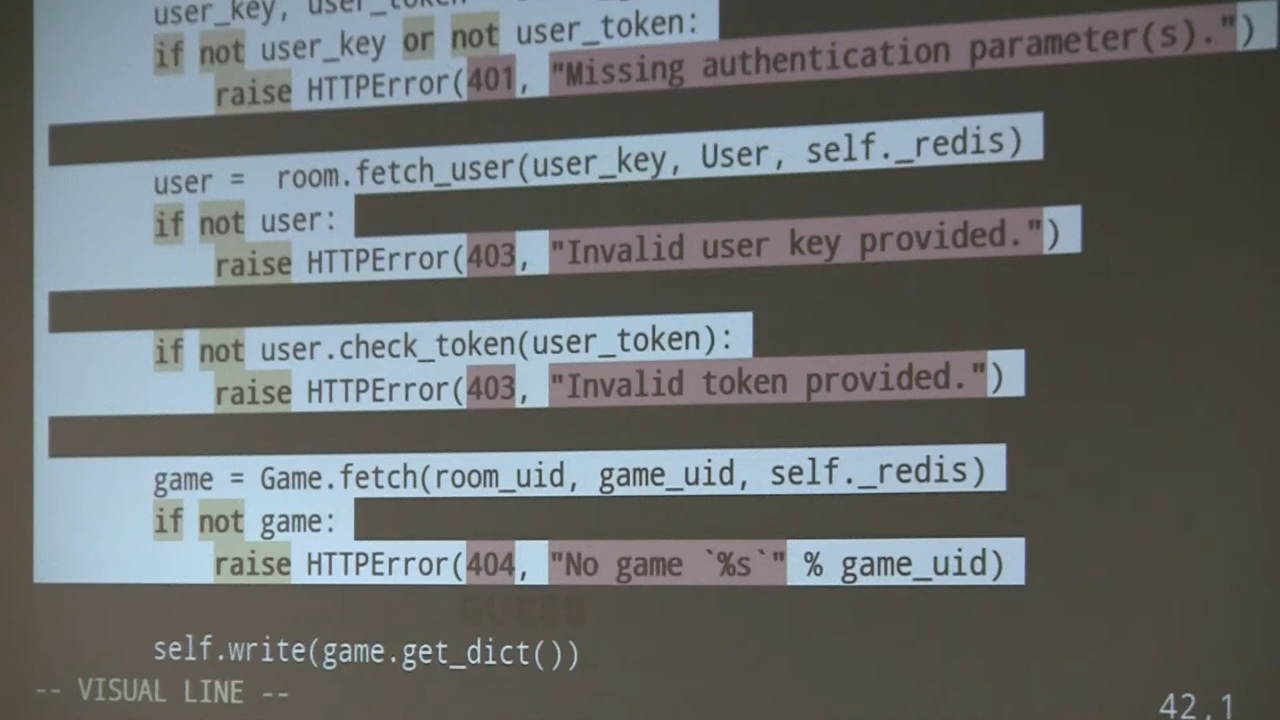 user_key, user_token
if not user_key or not user_token:
raise HTTPError(401, "Missing authentication parameter(s).")
user =  room.fetch_user(user_key, User, self._redis)
if not user:
raise HTTPError(403, "Invalid user key provided.")
if not user.check_token(user_token):
raise HTTPError(403, "Invalid token provided.")
game = Game.fetch(room_uid, game_uid, self._redis)
if not game:
raise HTTPError(404, "No game `%s`" % game_uid)
self.write(game.get_dict())
-- VISUAL LINE --
42,1